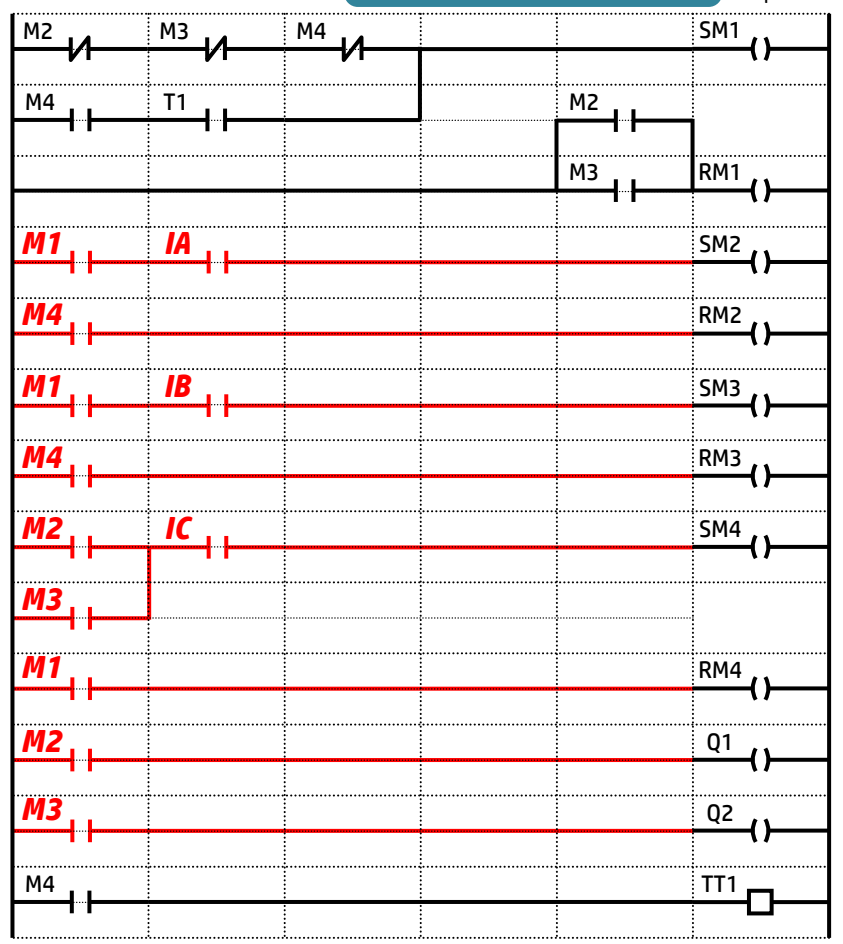 M2 M3 M4 SM1
M4 T1 M2
M3 RM1
M1 IA SM2
M4 RM2
M1 IB SM3
M4 RM3
M2 IC SM4
M3
M1 RM4
M2 Q1
M3 Q2
M4 TT1